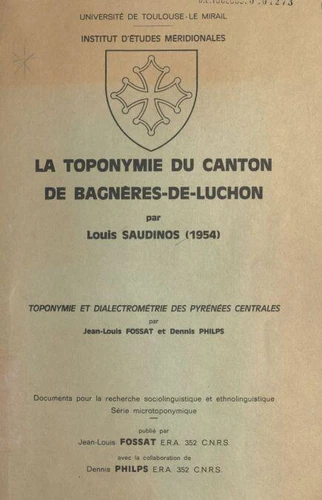 UNIVERSITÉ DE TOULOUSE-LE MIRAIL
INSTITUT D'ÉTUDES MÉRIDIONALES
LA TOPONYMIE DU CANTON
DE BAGNÈRES-DE-LUCHON
par
Louis SAUDINOS (1954)
TOPONYMIE ET DIALECTROMÉTRIE DES PYRÉNÉES CENTRALES
par
Jean-Louis FOSSAT et Dennis PHILPS
Documents pour la recherche sociolinguistique et ethnolinguistique
Série microtoponymique
publié par
Jean-Louis FOSSAT E.R.A. 352 C.N.R.S
avec la collaboration de
Dennis PHILPS E.R.A. 352 C.N.R.S.